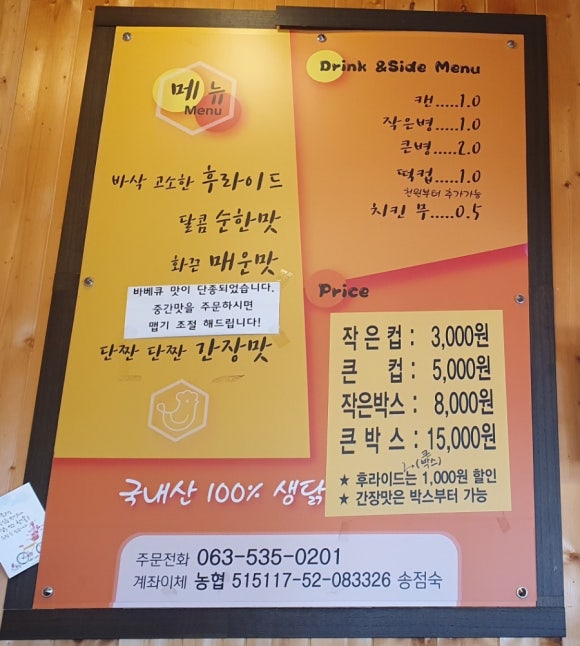 메뉴
Menu
바삭 고소한 후라이드
달콤 순한맛
화끈 매운맛
바베큐 맛이 단종되었습니다.
중간맛을 주문하시면
맵기 조절 해드립니다!
단짠 단짠 간장맛
Drink &Side Menu
캔.....1.0
작은병.....1.0
큰병.....2.0
떡컵.....1.0
천원부터 추가가능
치킨 무.....0.5
Price
작은컵 : 3,000원
큰 컵 : 5,000원
작은박스 : 8,000원
큰박스 : 15,000원
큰
(박스)
★ 후라이드는 1,000원 할인
★ 간장맛은 박스부터 가능
국내산 100% 생닭
주문전화 063-535-0201
계좌이체 농협 515117-52-083326 송점숙